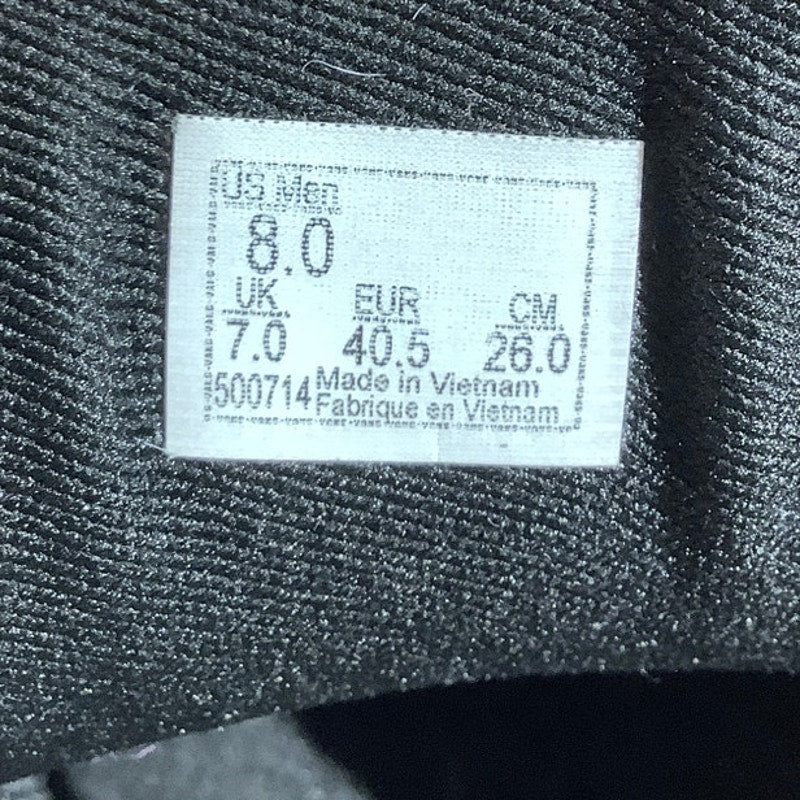 US Men
8.0
UK EUR CM
7.0 40.5 26.0
500714 Made in Vietnam
Fabrique en Vietnam